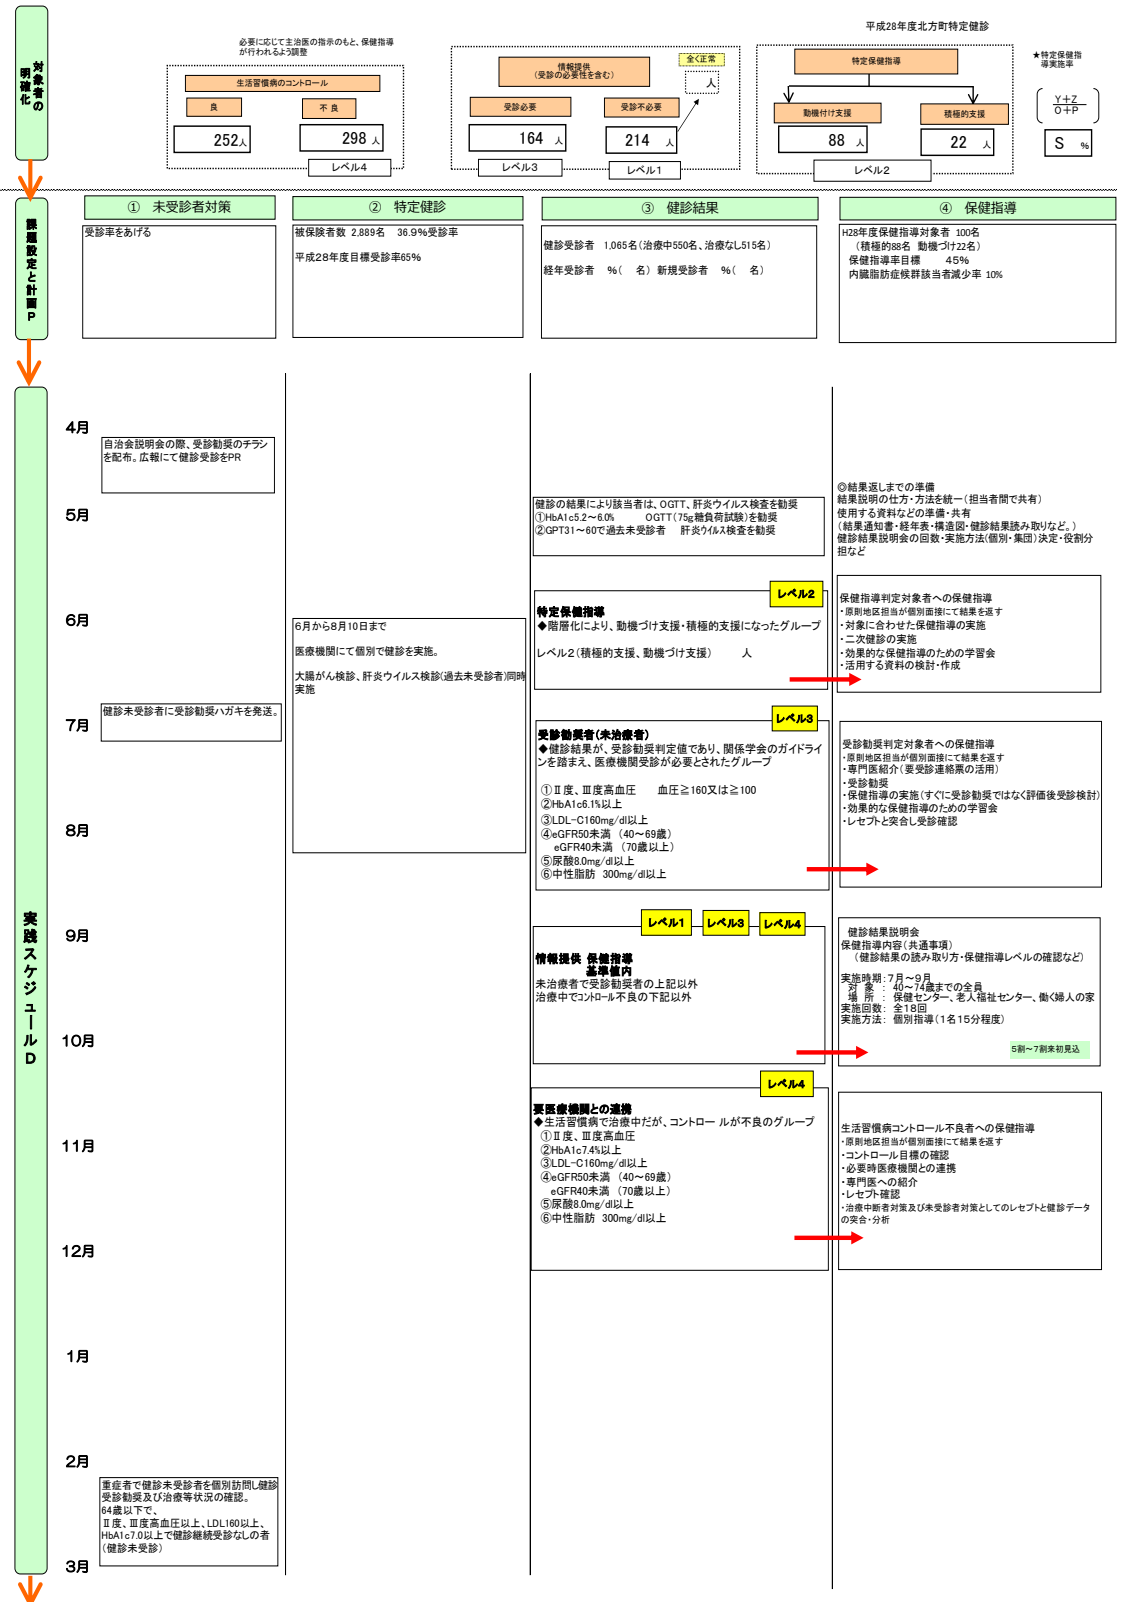 平成28年度北方町特定健診
対象者の
明確化
必要に応じて主治医の指示のもと、保健指導
が行われるよう調整
生活習慣病のコントロール
良
不 良
252人
298 人
レベル4
情報提供
(受診の必要性を含む)
全く正常
人
受診必要
受診不必要
164 人
214 人
レベル3
レベル1
特定保健指導
動機付け支援
積極的支援
88 人
22 人
レベル2
★特定保健指
導実施率
Y+Z
O+P
S %
課題設定と計画P
① 未受診者対策
受診率をあげる
② 特定健診
被保険者数 2,889名 36.9%受診率
平成28年度目標受診率65%
③ 健診結果
健診受診者 1,065名(治療中550名、治療なし515名)
経年受診者 %( 名) 新規受診者 %( 名)
④ 保健指導
H28年度保健指導対象者 100名
(積極的88名 動機づけ22名)
保健指導率目標 45%
内臓脂肪症候群該当者減少率 10%
実践スケジュールD
4月
5月
6月
7月
8月
9月
10月
11月
12月
1月
2月
3月
自治会説明会の際、受診勧奨のチラシ
を配布。広報にて健診受診をPR
健診未受診者に受診勧奨ハガキを発送。
重症者で健診未受診者を個別訪問し健診
受診勧奨及び治療等状況の確認。
64歳以下で、
Ⅱ度、Ⅲ度高血圧以上、LDL160以上、
HbA1c7.0以上で健診継続受診なしの者
(健診未受診)
6月から8月10日まで
医療機関にて個別で健診を実施。
大腸がん検診、肝炎ウイルス検診(過去未受診者)同時
実施
健診の結果により該当者は、OGTT、肝炎ウイルス検査を勧奨
①HbA1c5.2～6.0% OGTT(75g糖負荷試験)を勧奨
②GPT31～60で過去未受診者 肝炎ウイルス検査を勧奨
レベル2
特定保健指導
◆階層化により、動機づけ支援・積極的支援になったグループ
レベル2(積極的支援、動機づけ支援) 人
レベル3
受診勧奨者(未治療者)
◆健診結果が、受診勧奨判定値であり、関係学会のガイドライ
ンを踏まえ、医療機関受診が必要とされたグループ
①Ⅱ度、Ⅲ度高血圧 血圧≧160又は≧100
②HbA1c6.1%以上
③LDL-C160mg/dl以上
④eGFR50未満 (40～69歳)
eGFR40未満 (70歳以上)
⑤尿酸8.0mg/dl以上
⑥中性脂肪 300mg/dl以上
レベル1
レベル3
レベル4
情報提供 保健指導
基準値内
未治療者で受診勧奨者の上記以外
治療中でコントロール不良の下記以外
レベル4
要医療機関との連携
◆生活習慣病で治療中だが、コントロールが不良のグループ
①Ⅱ度、Ⅲ度高血圧
②HbA1c7.4%以上
③LDL-C160mg/dl以上
④eGFR50未満 (40～69歳)
eGFR40未満 (70歳以上)
⑤尿酸8.0mg/dl以上
⑥中性脂肪 300mg/dl以上
◎結果返しまでの準備
結果説明の仕方・方法を統一(担当者間で共有)
使用する資料などの準備・共有
(結果通知書・経年表・構造図・健診結果読み取りなど。)
健診結果説明会の回数・実施方法(個別・集団)決定・役割分
担など
保健指導判定対象者への保健指導
・原則地区担当が個別面接にて結果を返す
・対象に合わせた保健指導の実施
・二次健診の実施
・効果的な保健指導のための学習会
・活用する資料の検討・作成
受診勧奨判定対象者への保健指導
・原則地区担当が個別面接にて結果を返す
・専門医紹介(要受診連絡票の活用)
・受診勧奨
・保健指導の実施(すぐに受診勧奨ではなく評価後受診検討)
・効果的な保健指導のための学習会
・レセプトと突合し受診確認
健診結果説明会
保健指導内容(共通事項)
(健診結果の読み取り方・保健指導レベルの確認など)
実施時期:7月～9月
対 象 : 40～74歳までの全員
場 所 : 保健センター、老人福祉センター、働く婦人の家
実施回数: 全18回
実施方法: 個別指導(1名15分程度)
5割～7割来初見込
生活習慣病コントロール不良者への保健指導
・原則地区担当が個別面接にて結果を返す
・コントロール目標の確認
・必要時医療機関との連携
・専門医への紹介
・レセプト確認
・治療中断者対策及び未受診者対策としてのレセプトと健診データ
の突合・分析